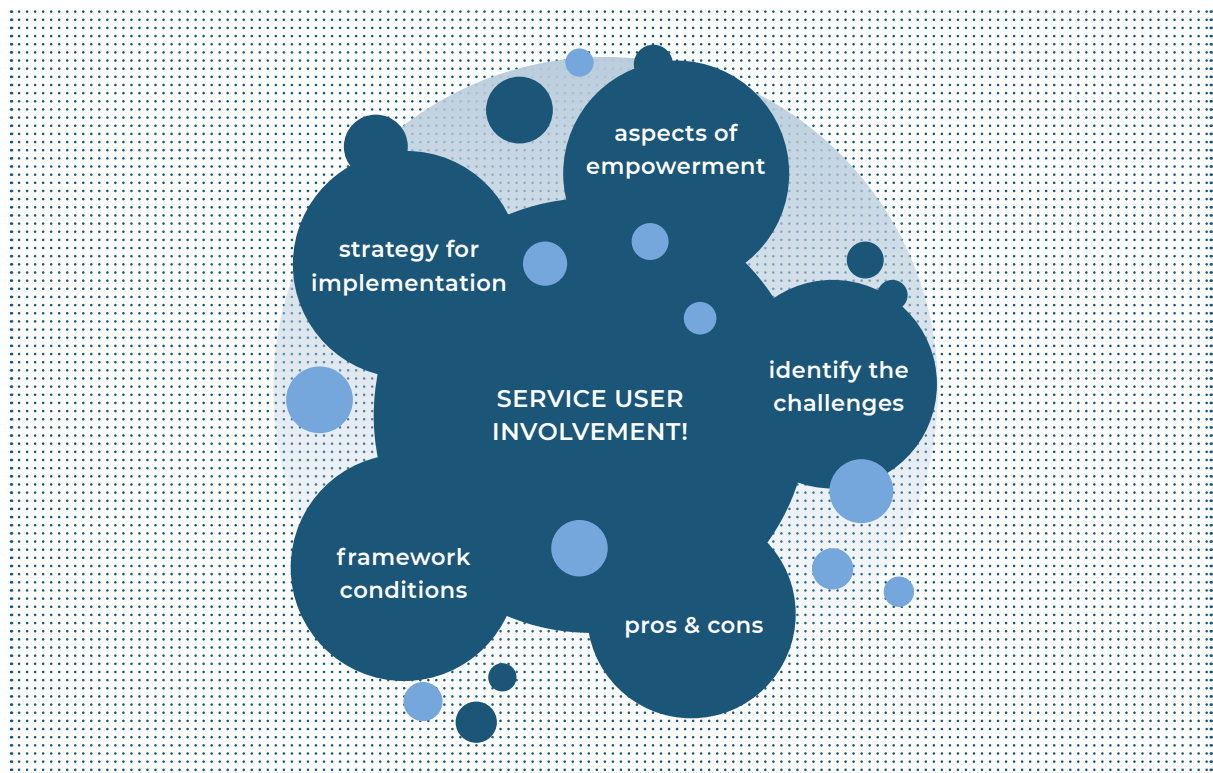 aspects of
empowerment
strategy for
implementation
identify the
challenges
SERVICE USER
INVOLVEMENT!
framework
conditions
pros & cons